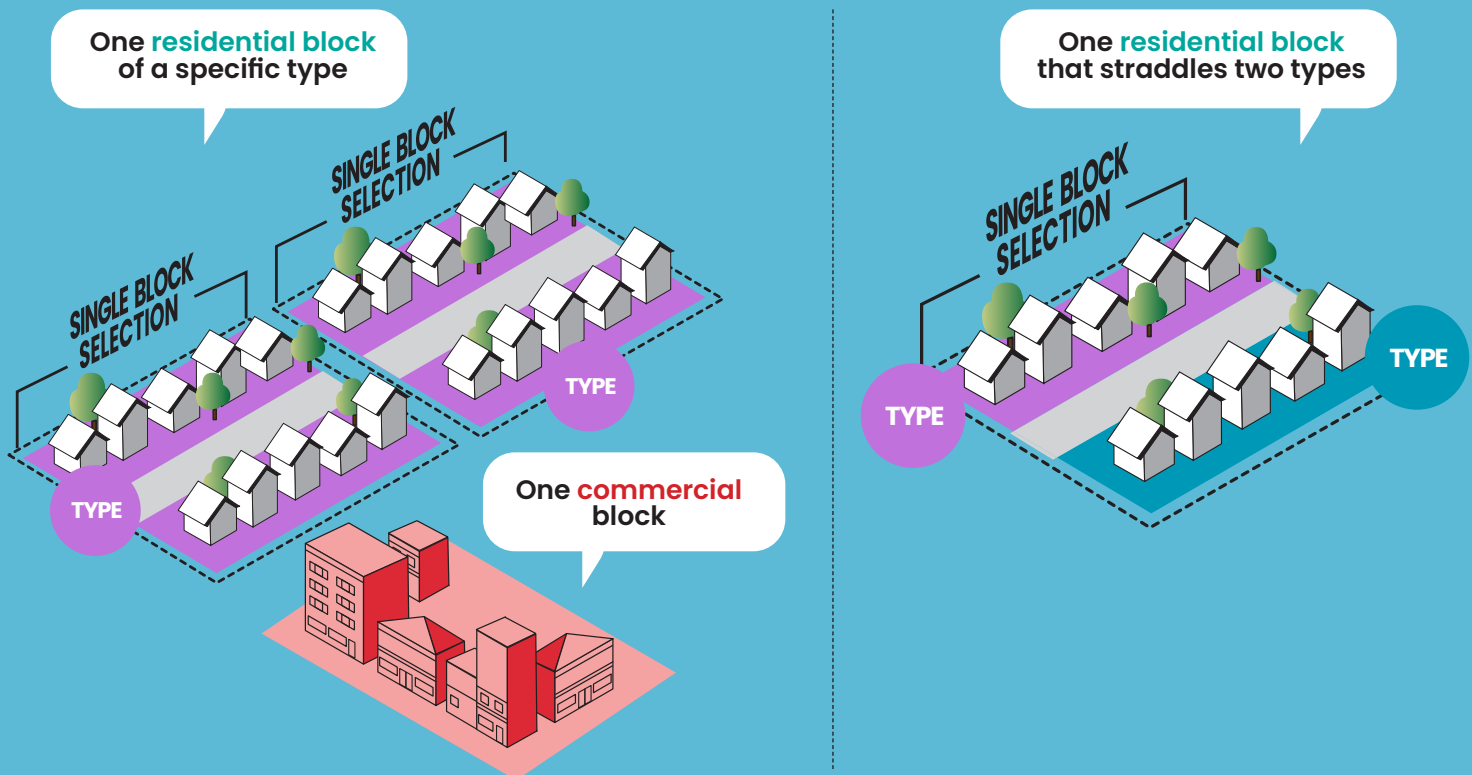 One residential block
of a specific type
SINGLE BLOCK
SELECTION
SINGLE BLOCK
SELECTION
TYPE
TYPE
One commercial
block
One residential block
that straddles two types
SINGLE BLOCK
SELECTION
TYPE
TYPE